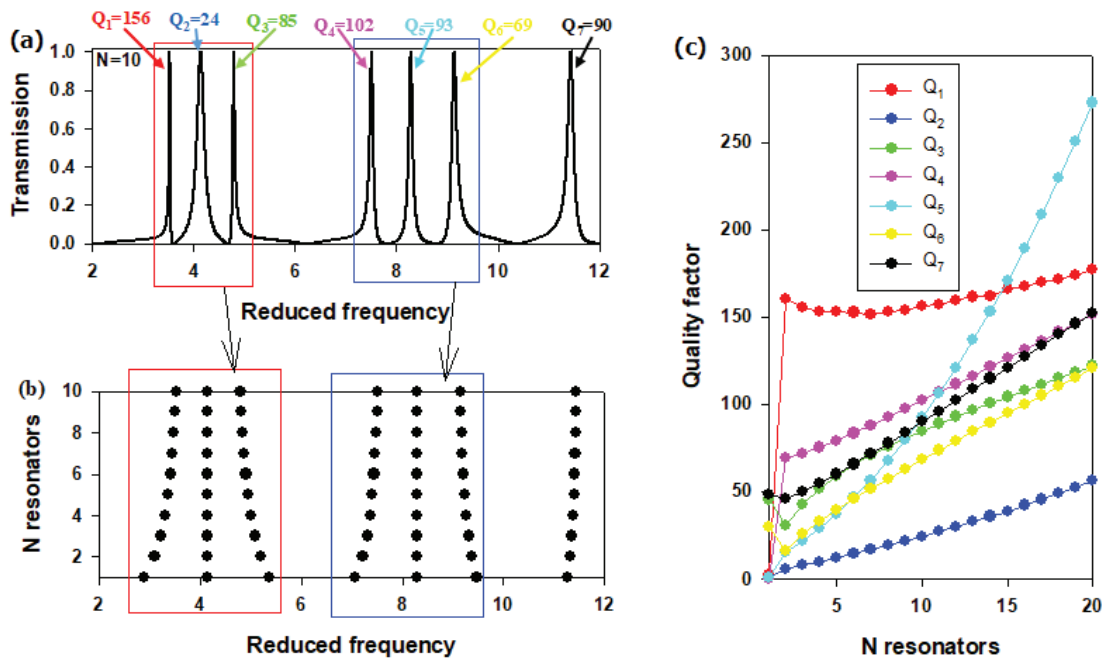 Q1=156 Q2=24 Q3=85 Q4=102 Q5=93 Q6=69 Q7=90
(a)
N=10
Transmission
1.0
0.8
0.6
0.4
0.2
0.0
2 4 6 8 10 12
Reduced frequency
(b)
N resonators
10
8
6
4
2
2 4 6 8 10 12
Reduced frequency
(c)
Quality factor
300
250
200
150
100
50
0
Q1
Q2
Q3
Q4
Q5
Q6
Q7
5 10 15 20
N resonators